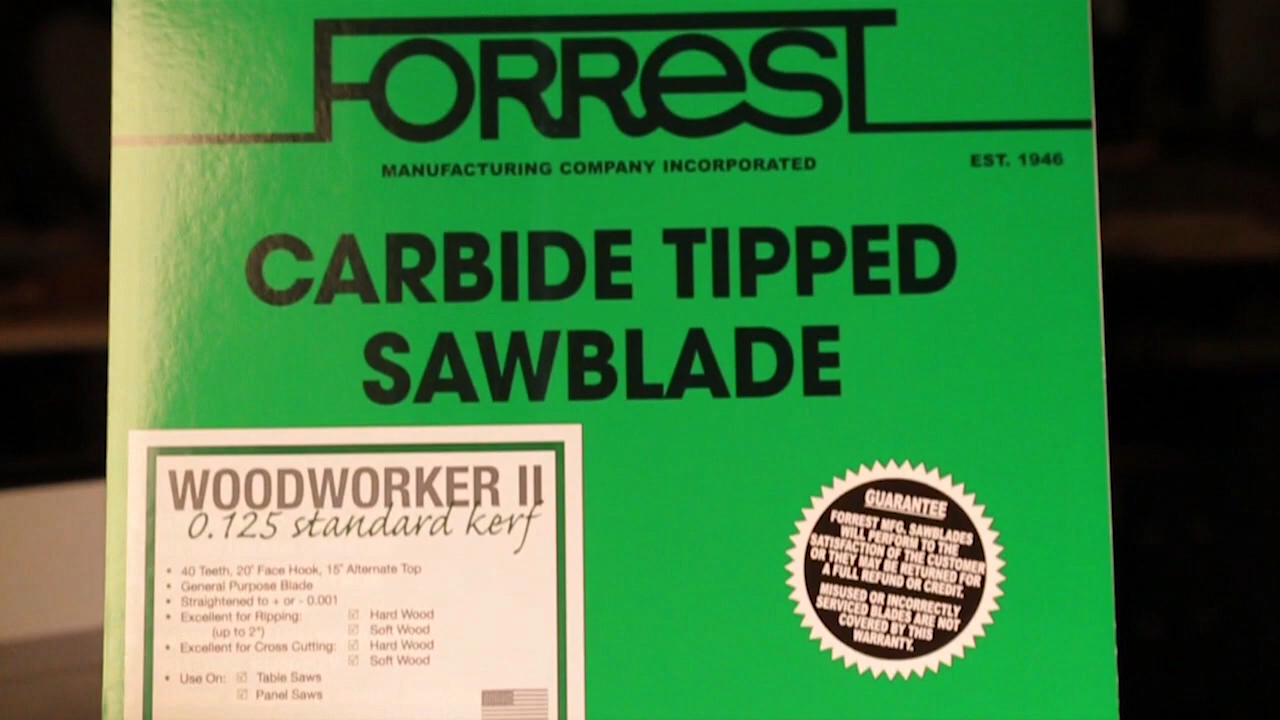 FORREST
MANUFACTURING COMPANY INCORPORATED
EST. 1946
CARBIDE TIPPED
SAWBLADE
WOODWORKER II
0.125 standard kerf
• 40 Teeth, 20° Face Hook, 15° Alternate Top
• General Purpose Blade
• Straightened to + or - 0.001
• Excellent for Ripping: ☑ Hard Wood
(up to 2") ☑ Soft Wood
• Excellent for Cross Cutting: ☑ Hard Wood
☑ Soft Wood
• Use On: ☑ Table Saws
☑ Panel Saws
GUARANTEE
FORREST MFG. SAWBLADES
WILL PERFORM TO THE
SATISFACTION OF THE CUSTOMER
OR THEY MAY BE RETURNED FOR
A FULL REFUND OR CREDIT.
MISUSED OR INCORRECTLY
SERVICED BLADES ARE NOT
COVERED BY THIS
WARRANTY.